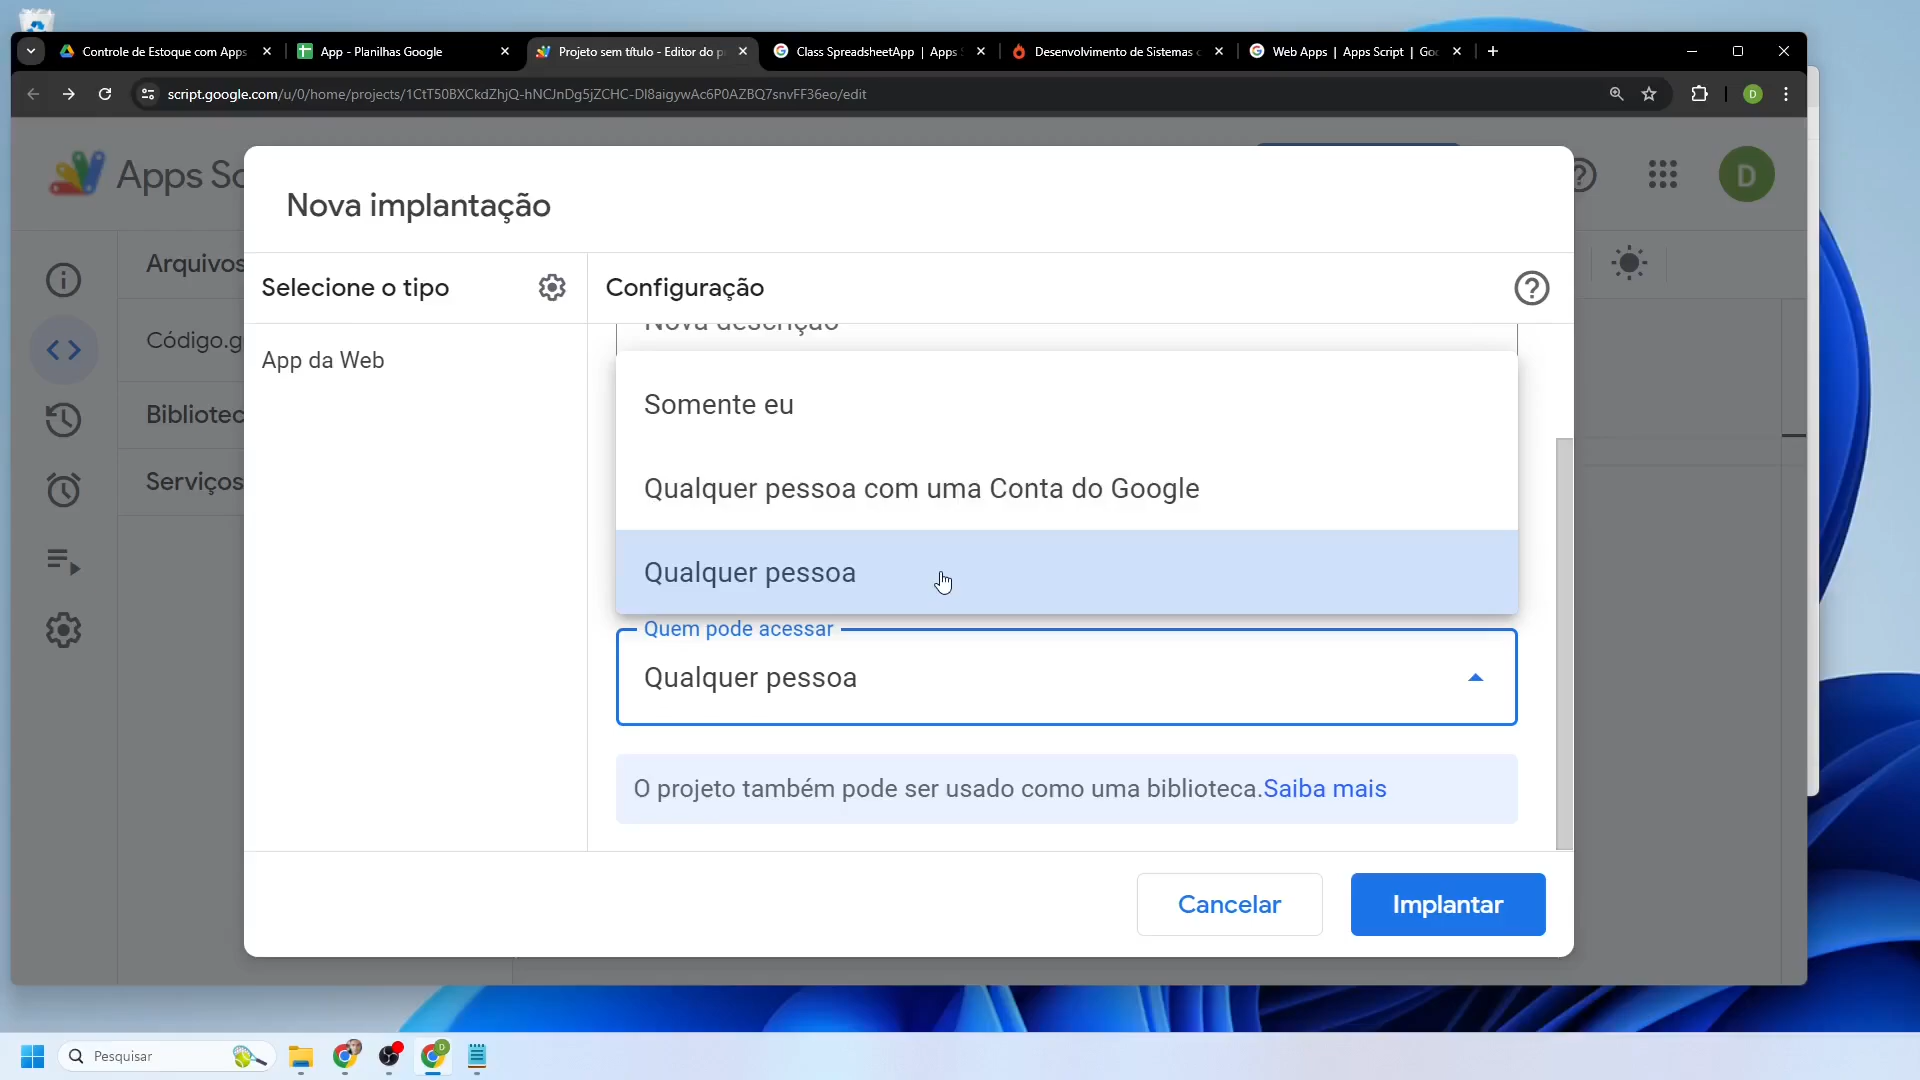 Controle de Estoque com Apps
App - Planilhas Google
Projeto sem título - Editor do p
Class SpreadsheetApp | Apps S
Desenvolvimento de Sistemas c
Web Apps | Apps Script | Go
script.google.com/u/0/home/projects/1CtT50BXCkdZhjQ-hNCJnDg5jZCHC-Dl8aigywAc6P0AZBQ7snvFF36eo/edit
D
Apps Sc
D
Nova implantação
Arquivos
Selecione o tipo
Configuração
Código.g
Nova descrição
App da Web
Bibliotec
Somente eu
Serviços
Qualquer pessoa com uma Conta do Google
Qualquer pessoa
Quem pode acessar
Qualquer pessoa
O projeto também pode ser usado como uma biblioteca.Saiba mais
Cancelar
Implantar
Pesquisar
D